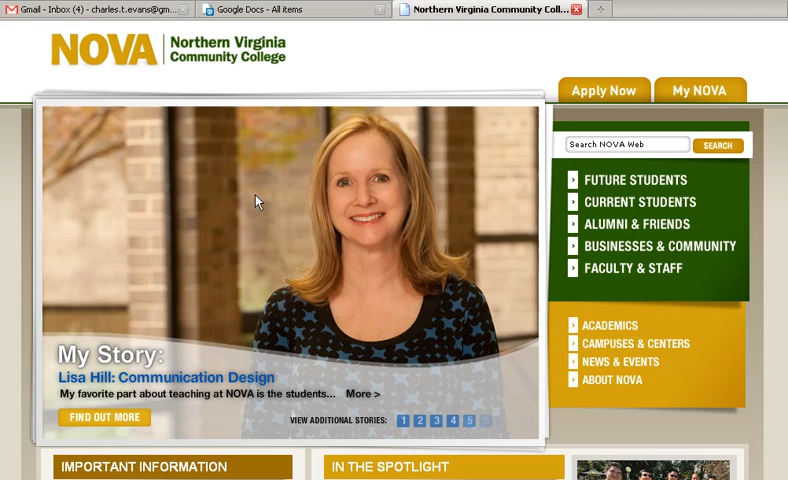 Gmail - Inbox (4) - charles.t.evans@gm...
Google Docs - All items
Northern Virginia Community Coll...
NOVA
Northern Virginia
Community College
Apply Now
My NOVA
Search NOVA Web
SEARCH
FUTURE STUDENTS
CURRENT STUDENTS
ALUMNI & FRIENDS
BUSINESSES & COMMUNITY
FACULTY & STAFF
ACADEMICS
CAMPUSES & CENTERS
NEWS & EVENTS
ABOUT NOVA
My Story:
Lisa Hill: Communication Design
My favorite part about teaching at NOVA is the students... More >
FIND OUT MORE
VIEW ADDITIONAL STORIES: 1 2 3 4 5
IMPORTANT INFORMATION
IN THE SPOTLIGHT